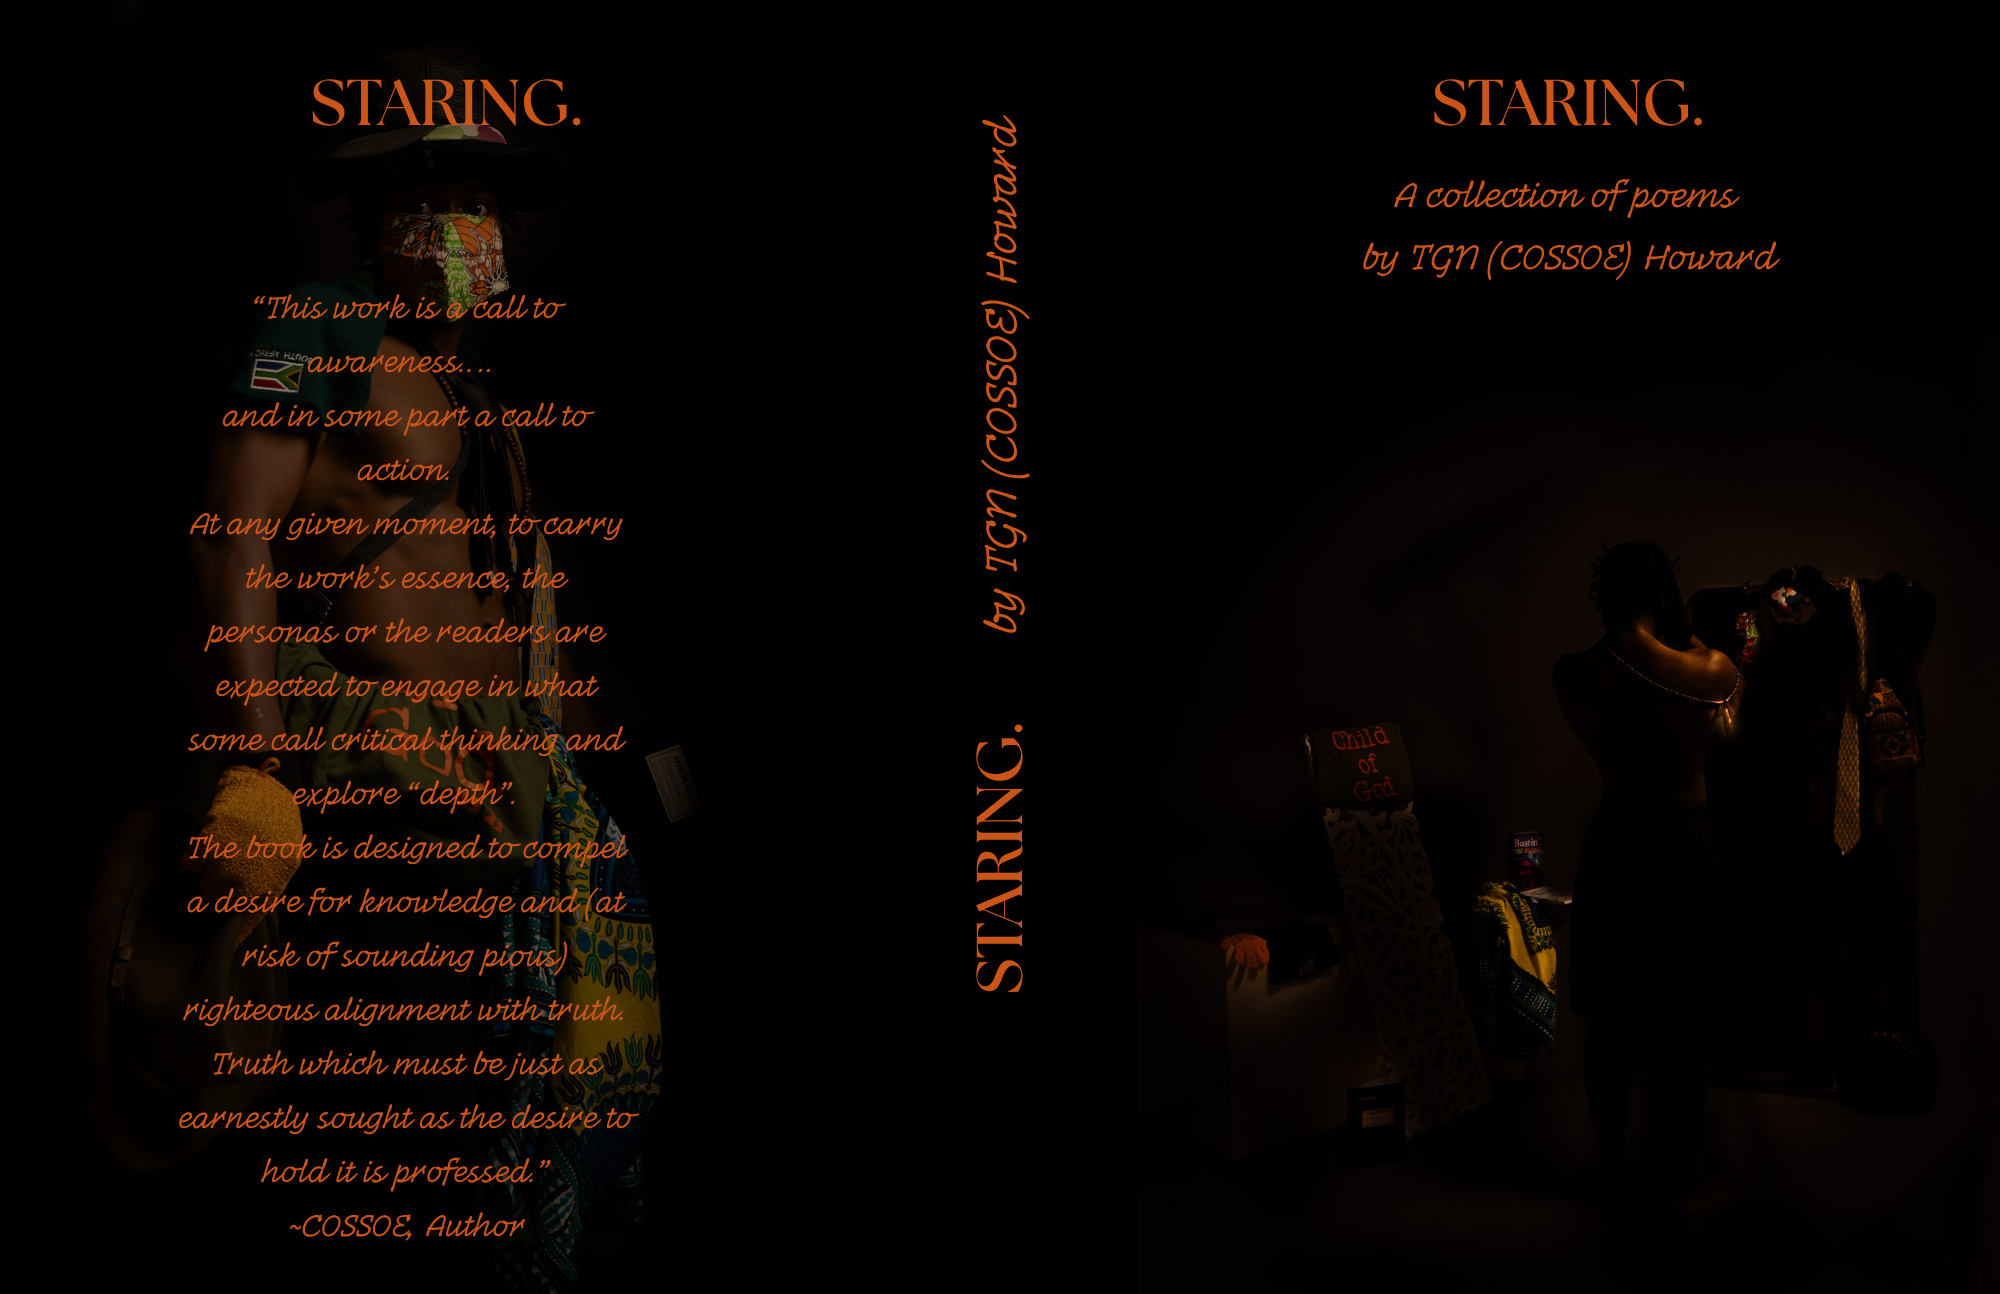 STARING.
“This work is a call to
awareness....
and in some part a call to
action.
At any given moment, to carry
the work’s essence, the
personas or the readers are
expected to engage in what
some call critical thinking and
explore “depth”.
The book is designed to compel
a desire for knowledge and (at
risk of sounding pious)
righteous alignment with truth.
Truth which must be just as
earnestly sought as the desire to
hold it is professed.”
~COSSOE, Author
SOUTH AFRIC
God
STARING.
by TGN (COSSOE) Howard
STARING.
A collection of poems
by TGN (COSSOE) Howard
Child
of
God
Bustin'